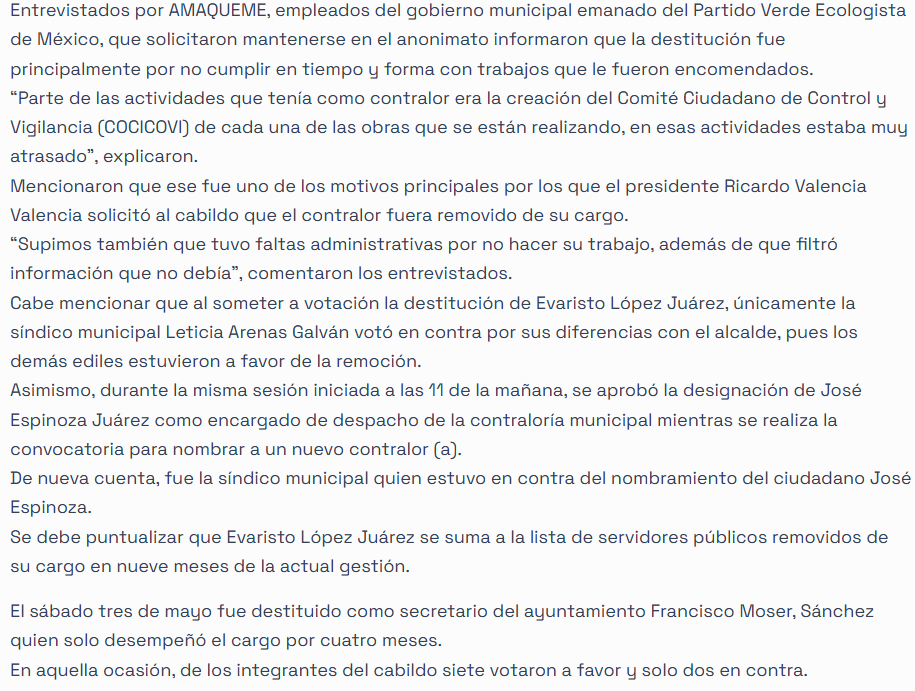 Entrevistados por AMAQUEME, empleados del gobierno municipal emanado del Partido Verde Ecologista
de México, que solicitaron mantenerse en el anonimato informaron que la destitución fue
principalmente por no cumplir en tiempo y forma con trabajos que le fueron encomendados.
“Parte de las actividades que tenía como contralor era la creación del Comité Ciudadano de Control y
Vigilancia (COCICOVI) de cada una de las obras que se están realizando, en esas actividades estaba muy
atrasado”, explicaron.
Mencionaron que ese fue uno de los motivos principales por los que el presidente Ricardo Valencia
Valencia solicitó al cabildo que el contralor fuera removido de su cargo.
“Supimos también que tuvo faltas administrativas por no hacer su trabajo, además de que filtró
información que no debía”, comentaron los entrevistados.
Cabe mencionar que al someter a votación la destitución de Evaristo López Juárez, únicamente la
síndico municipal Leticia Arenas Galván votó en contra por sus diferencias con el alcalde, pues los
demás ediles estuvieron a favor de la remoción.
Asimismo, durante la misma sesión iniciada a las 11 de la mañana, se aprobó la designación de José
Espinoza Juárez como encargado de despacho de la contraloría municipal mientras se realiza la
convocatoria para nombrar a un nuevo contralor (a).
De nueva cuenta, fue la síndico municipal quien estuvo en contra del nombramiento del ciudadano José
Espinoza.
Se debe puntualizar que Evaristo López Juárez se suma a la lista de servidores públicos removidos de
su cargo en nueve meses de la actual gestión.
El sábado tres de mayo fue destituido como secretario del ayuntamiento Francisco Moser, Sánchez
quien solo desempeñó el cargo por cuatro meses.
En aquella ocasión, de los integrantes del cabildo siete votaron a favor y solo dos en contra.